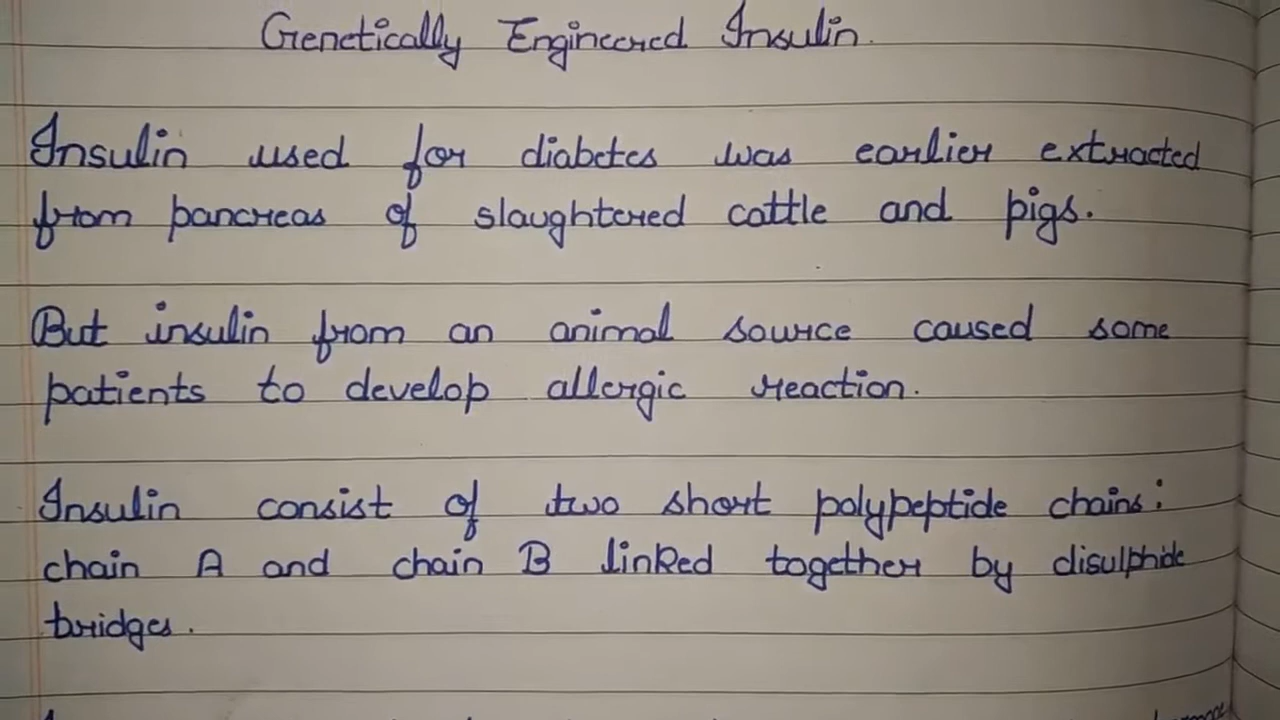 Genetically Engineered Insulin.
Insulin used for diabetes was earlier extracted
from pancreas of slaughtered cattle and pigs.
But insulin from an animal source caused some
patients to develop allergic reaction.
Insulin consist of two short polypeptide chains:
chain A and chain B linked together by disulphide
bridges.